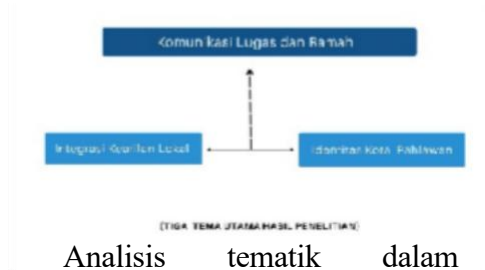 Komunikasi Lugas dan Ramah
Integrasi Kearifan Lokal
Identitas Kota Pahlawan
(TIGA TEMA UTAMA HASIL PENELITIAN)
Analisis tematik dalam